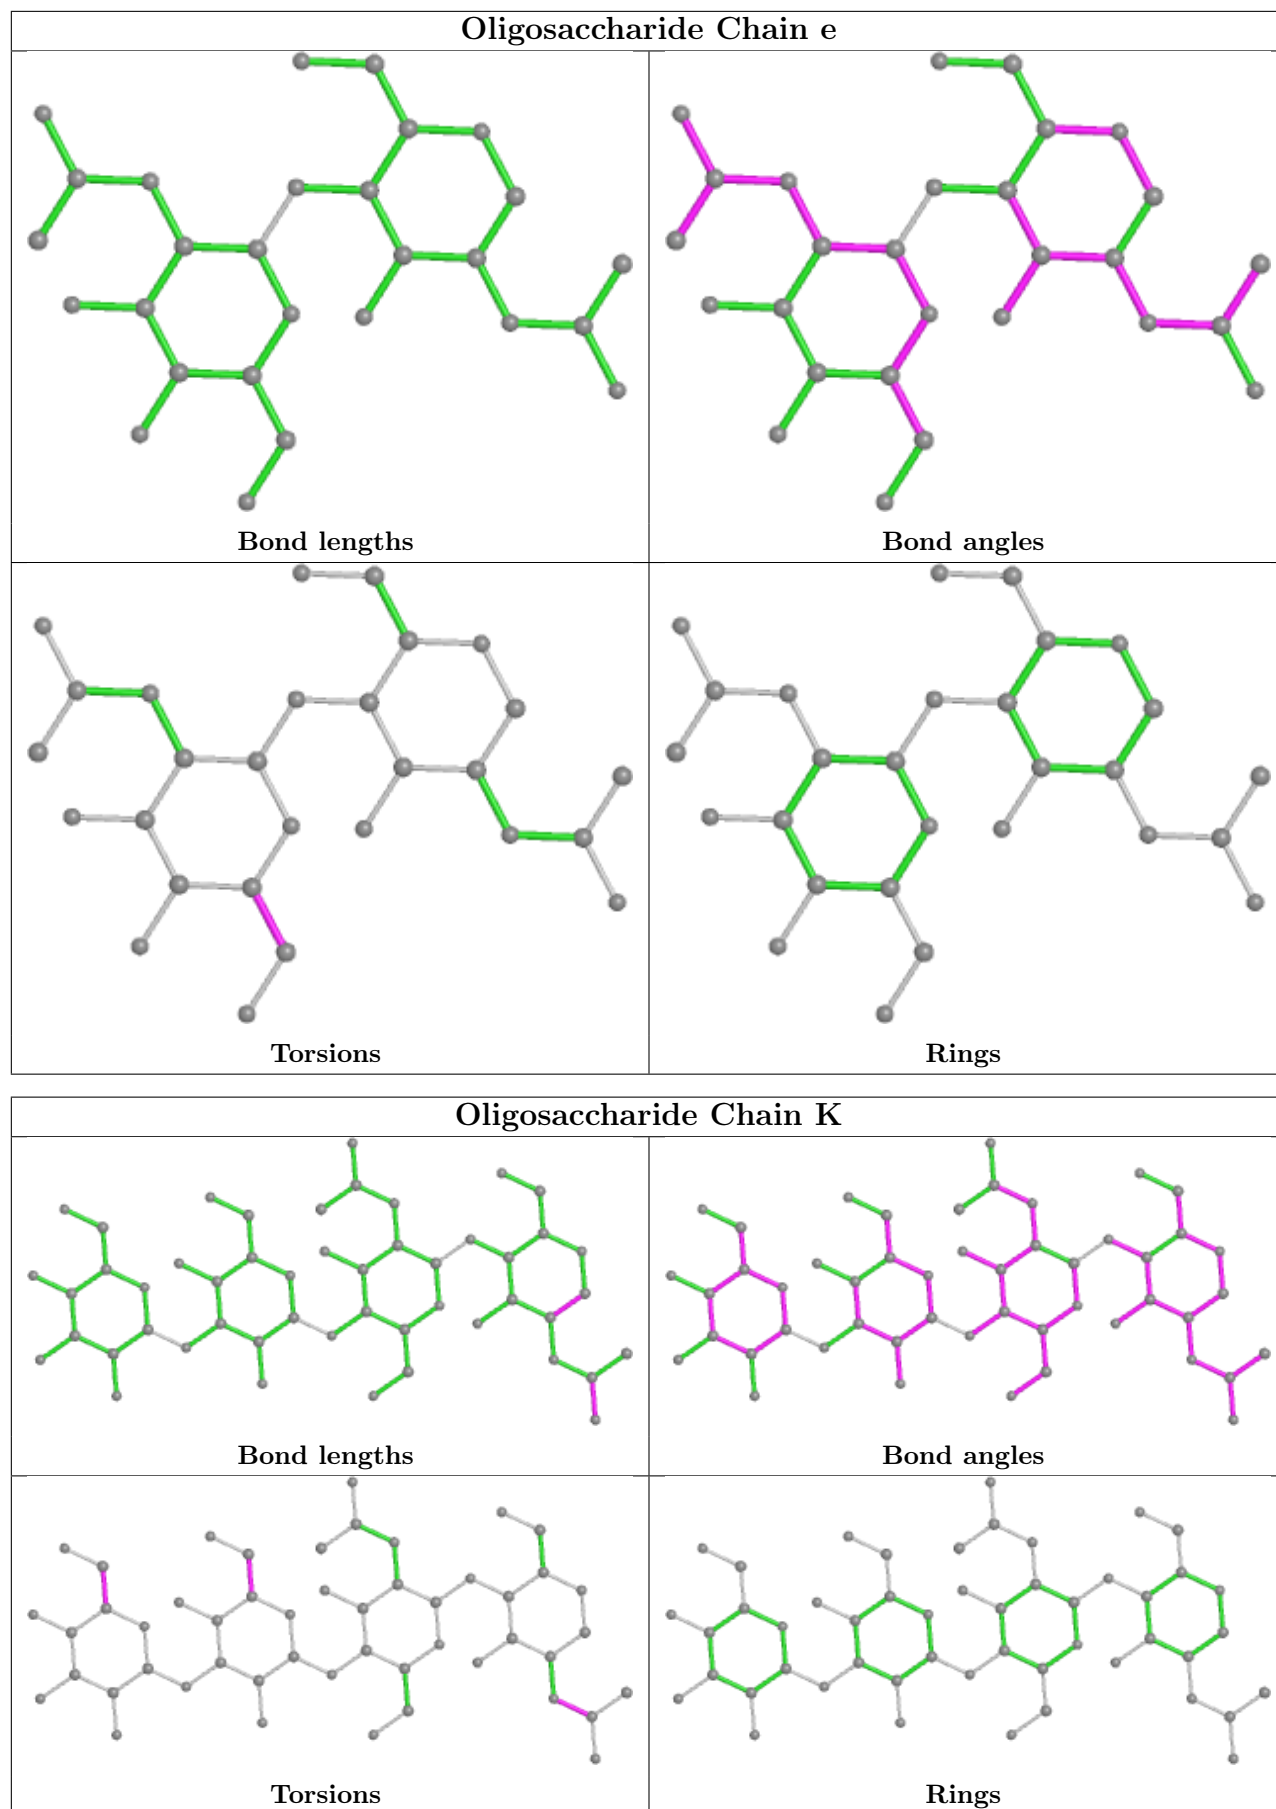 Oligosaccharide Chain e
Bond lengths
Bond angles
Torsions
Rings
Oligosaccharide Chain K
Bond lengths
Bond angles
Torsions
Rings